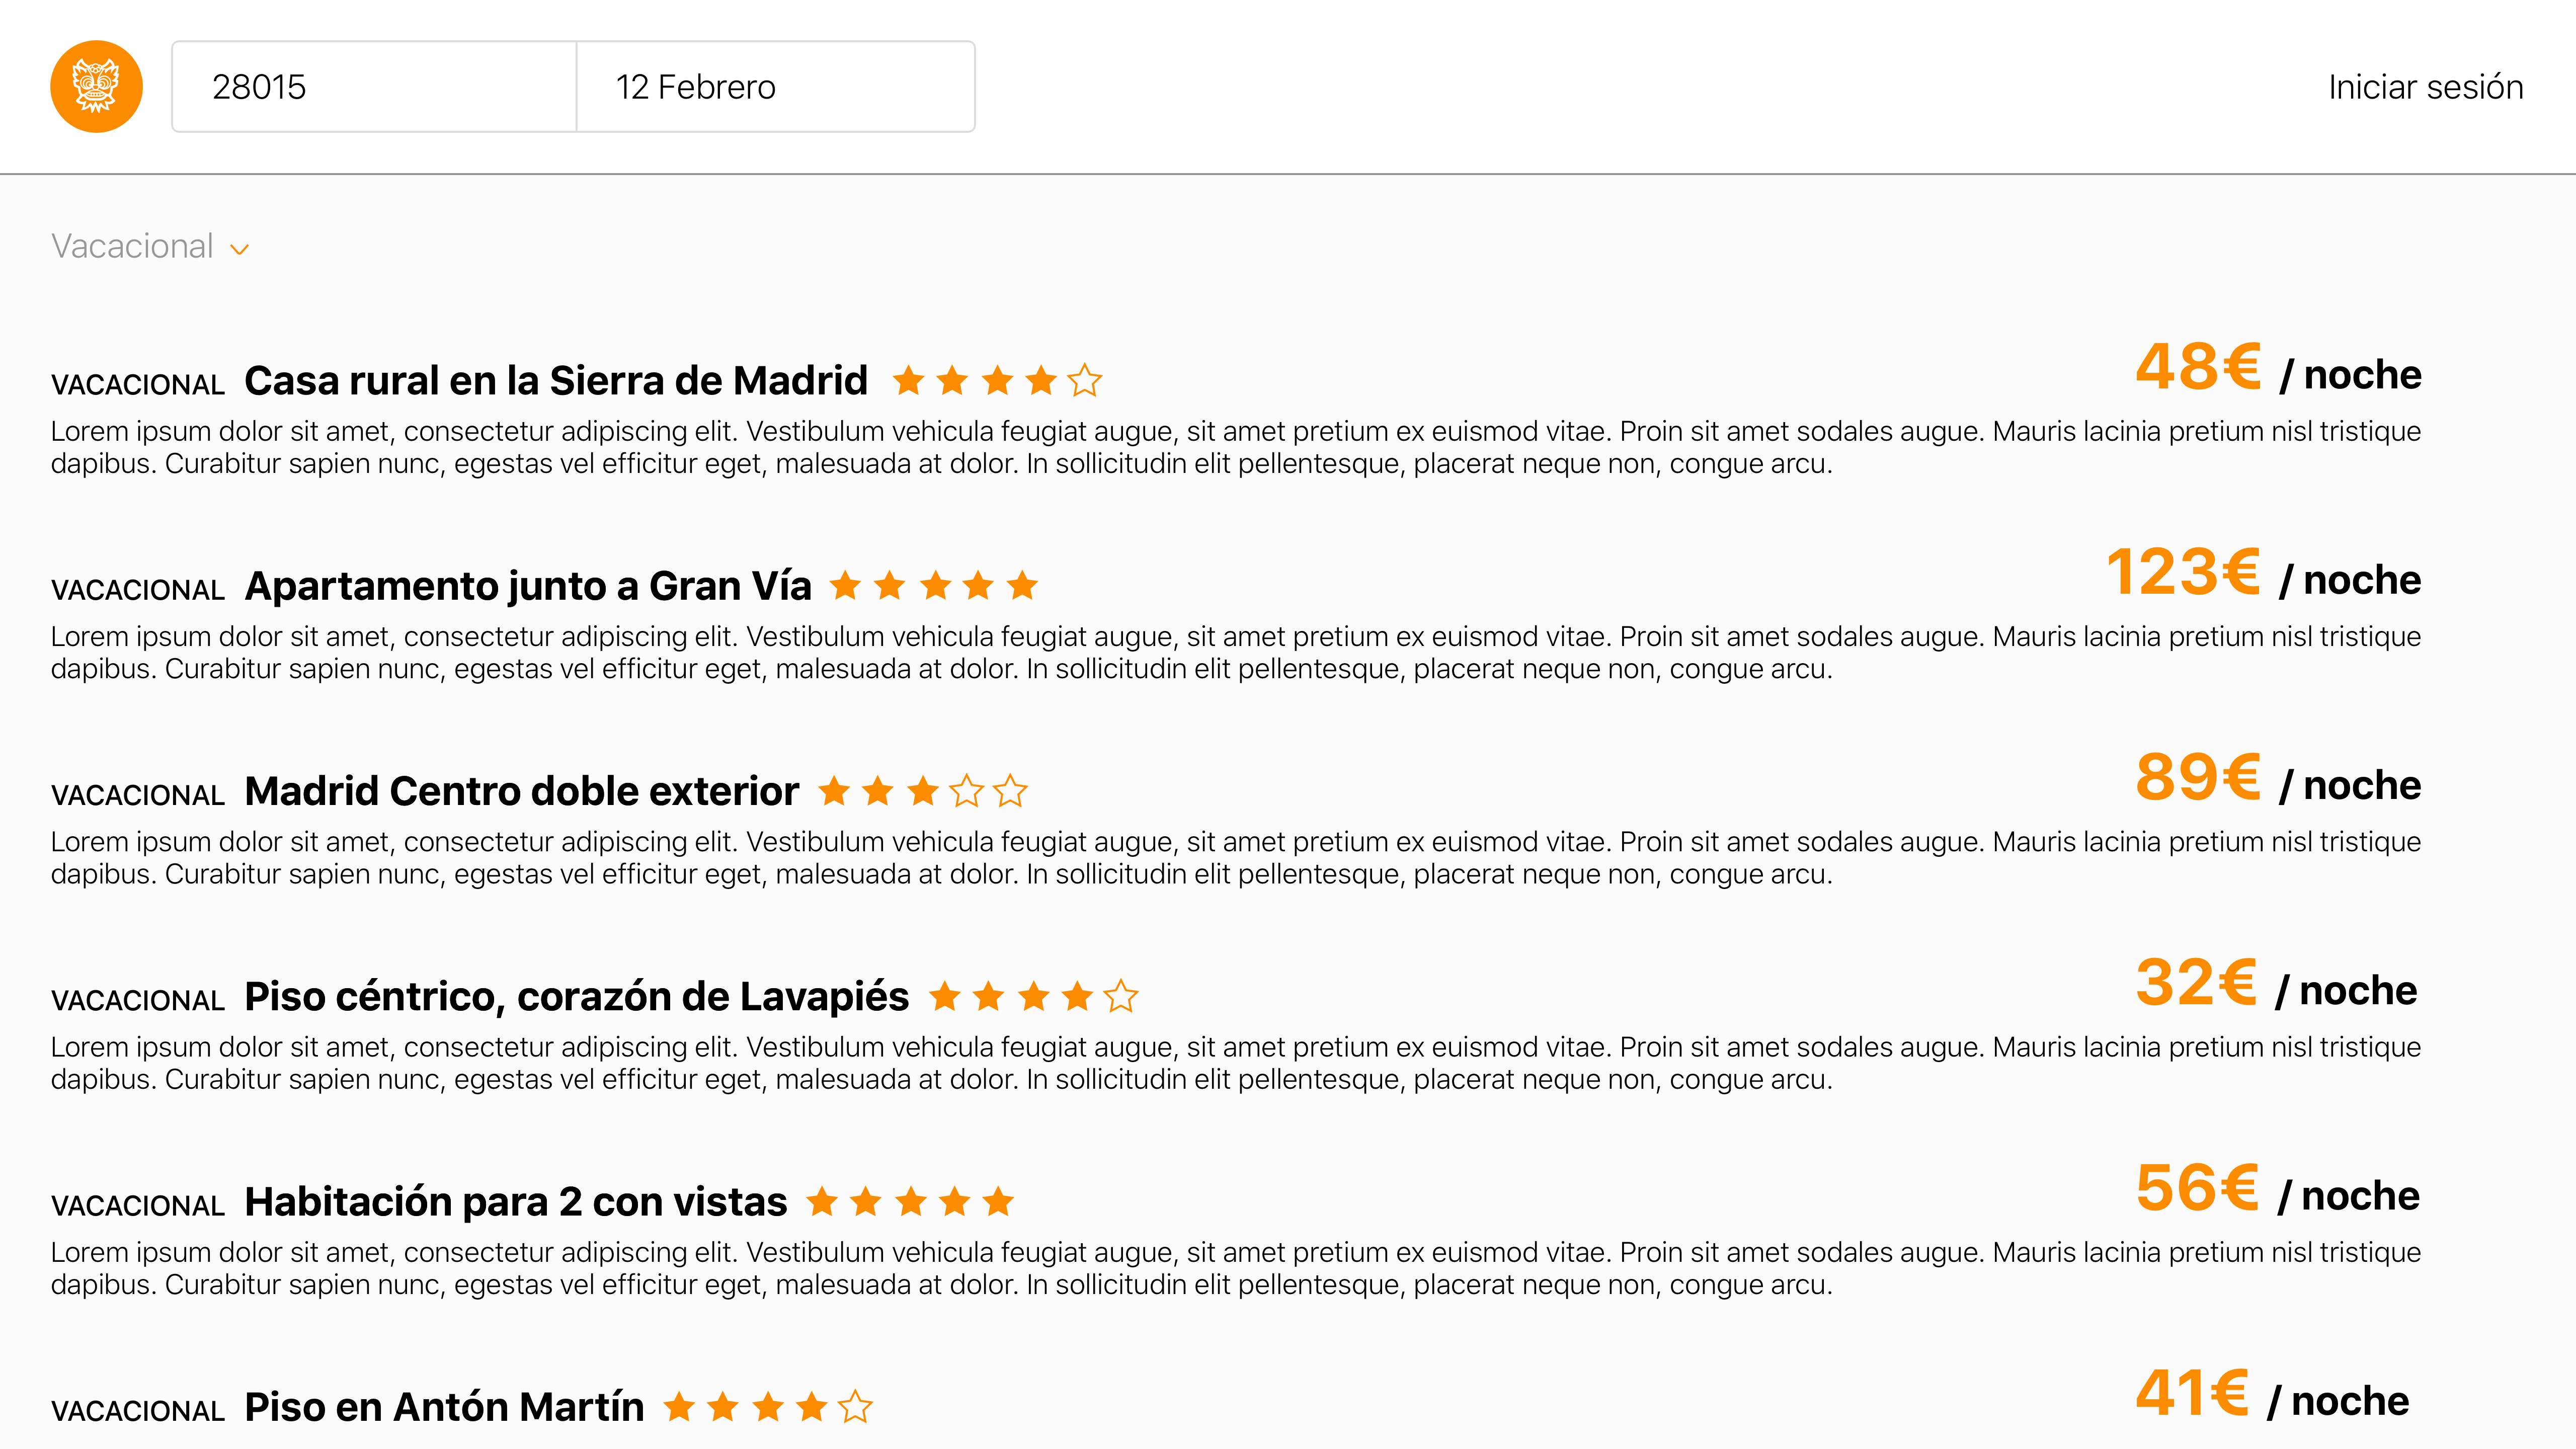 28015
12 Febrero
Iniciar sesión
Vacacional
VACACIONAL Casa rural en la Sierra de Madrid 48€ / noche
Lorem ipsum dolor sit amet, consectetur adipiscing elit. Vestibulum vehicula feugiat augue, sit amet pretium ex euismod vitae. Proin sit amet sodales augue. Mauris lacinia pretium nisl tristique
dapibus. Curabitur sapien nunc, egestas vel efficitur eget, malesuada at dolor. In sollicitudin elit pellentesque, placerat neque non, congue arcu.
VACACIONAL Apartamento junto a Gran Vía 123€ / noche
Lorem ipsum dolor sit amet, consectetur adipiscing elit. Vestibulum vehicula feugiat augue, sit amet pretium ex euismod vitae. Proin sit amet sodales augue. Mauris lacinia pretium nisl tristique
dapibus. Curabitur sapien nunc, egestas vel efficitur eget, malesuada at dolor. In sollicitudin elit pellentesque, placerat neque non, congue arcu.
VACACIONAL Madrid Centro doble exterior 89€ / noche
Lorem ipsum dolor sit amet, consectetur adipiscing elit. Vestibulum vehicula feugiat augue, sit amet pretium ex euismod vitae. Proin sit amet sodales augue. Mauris lacinia pretium nisl tristique
dapibus. Curabitur sapien nunc, egestas vel efficitur eget, malesuada at dolor. In sollicitudin elit pellentesque, placerat neque non, congue arcu.
VACACIONAL Piso céntrico, corazón de Lavapiés 32€ / noche
Lorem ipsum dolor sit amet, consectetur adipiscing elit. Vestibulum vehicula feugiat augue, sit amet pretium ex euismod vitae. Proin sit amet sodales augue. Mauris lacinia pretium nisl tristique
dapibus. Curabitur sapien nunc, egestas vel efficitur eget, malesuada at dolor. In sollicitudin elit pellentesque, placerat neque non, congue arcu.
VACACIONAL Habitación para 2 con vistas 56€ / noche
Lorem ipsum dolor sit amet, consectetur adipiscing elit. Vestibulum vehicula feugiat augue, sit amet pretium ex euismod vitae. Proin sit amet sodales augue. Mauris lacinia pretium nisl tristique
dapibus. Curabitur sapien nunc, egestas vel efficitur eget, malesuada at dolor. In sollicitudin elit pellentesque, placerat neque non, congue arcu.
VACACIONAL Piso en Antón Martín 41€ / noche